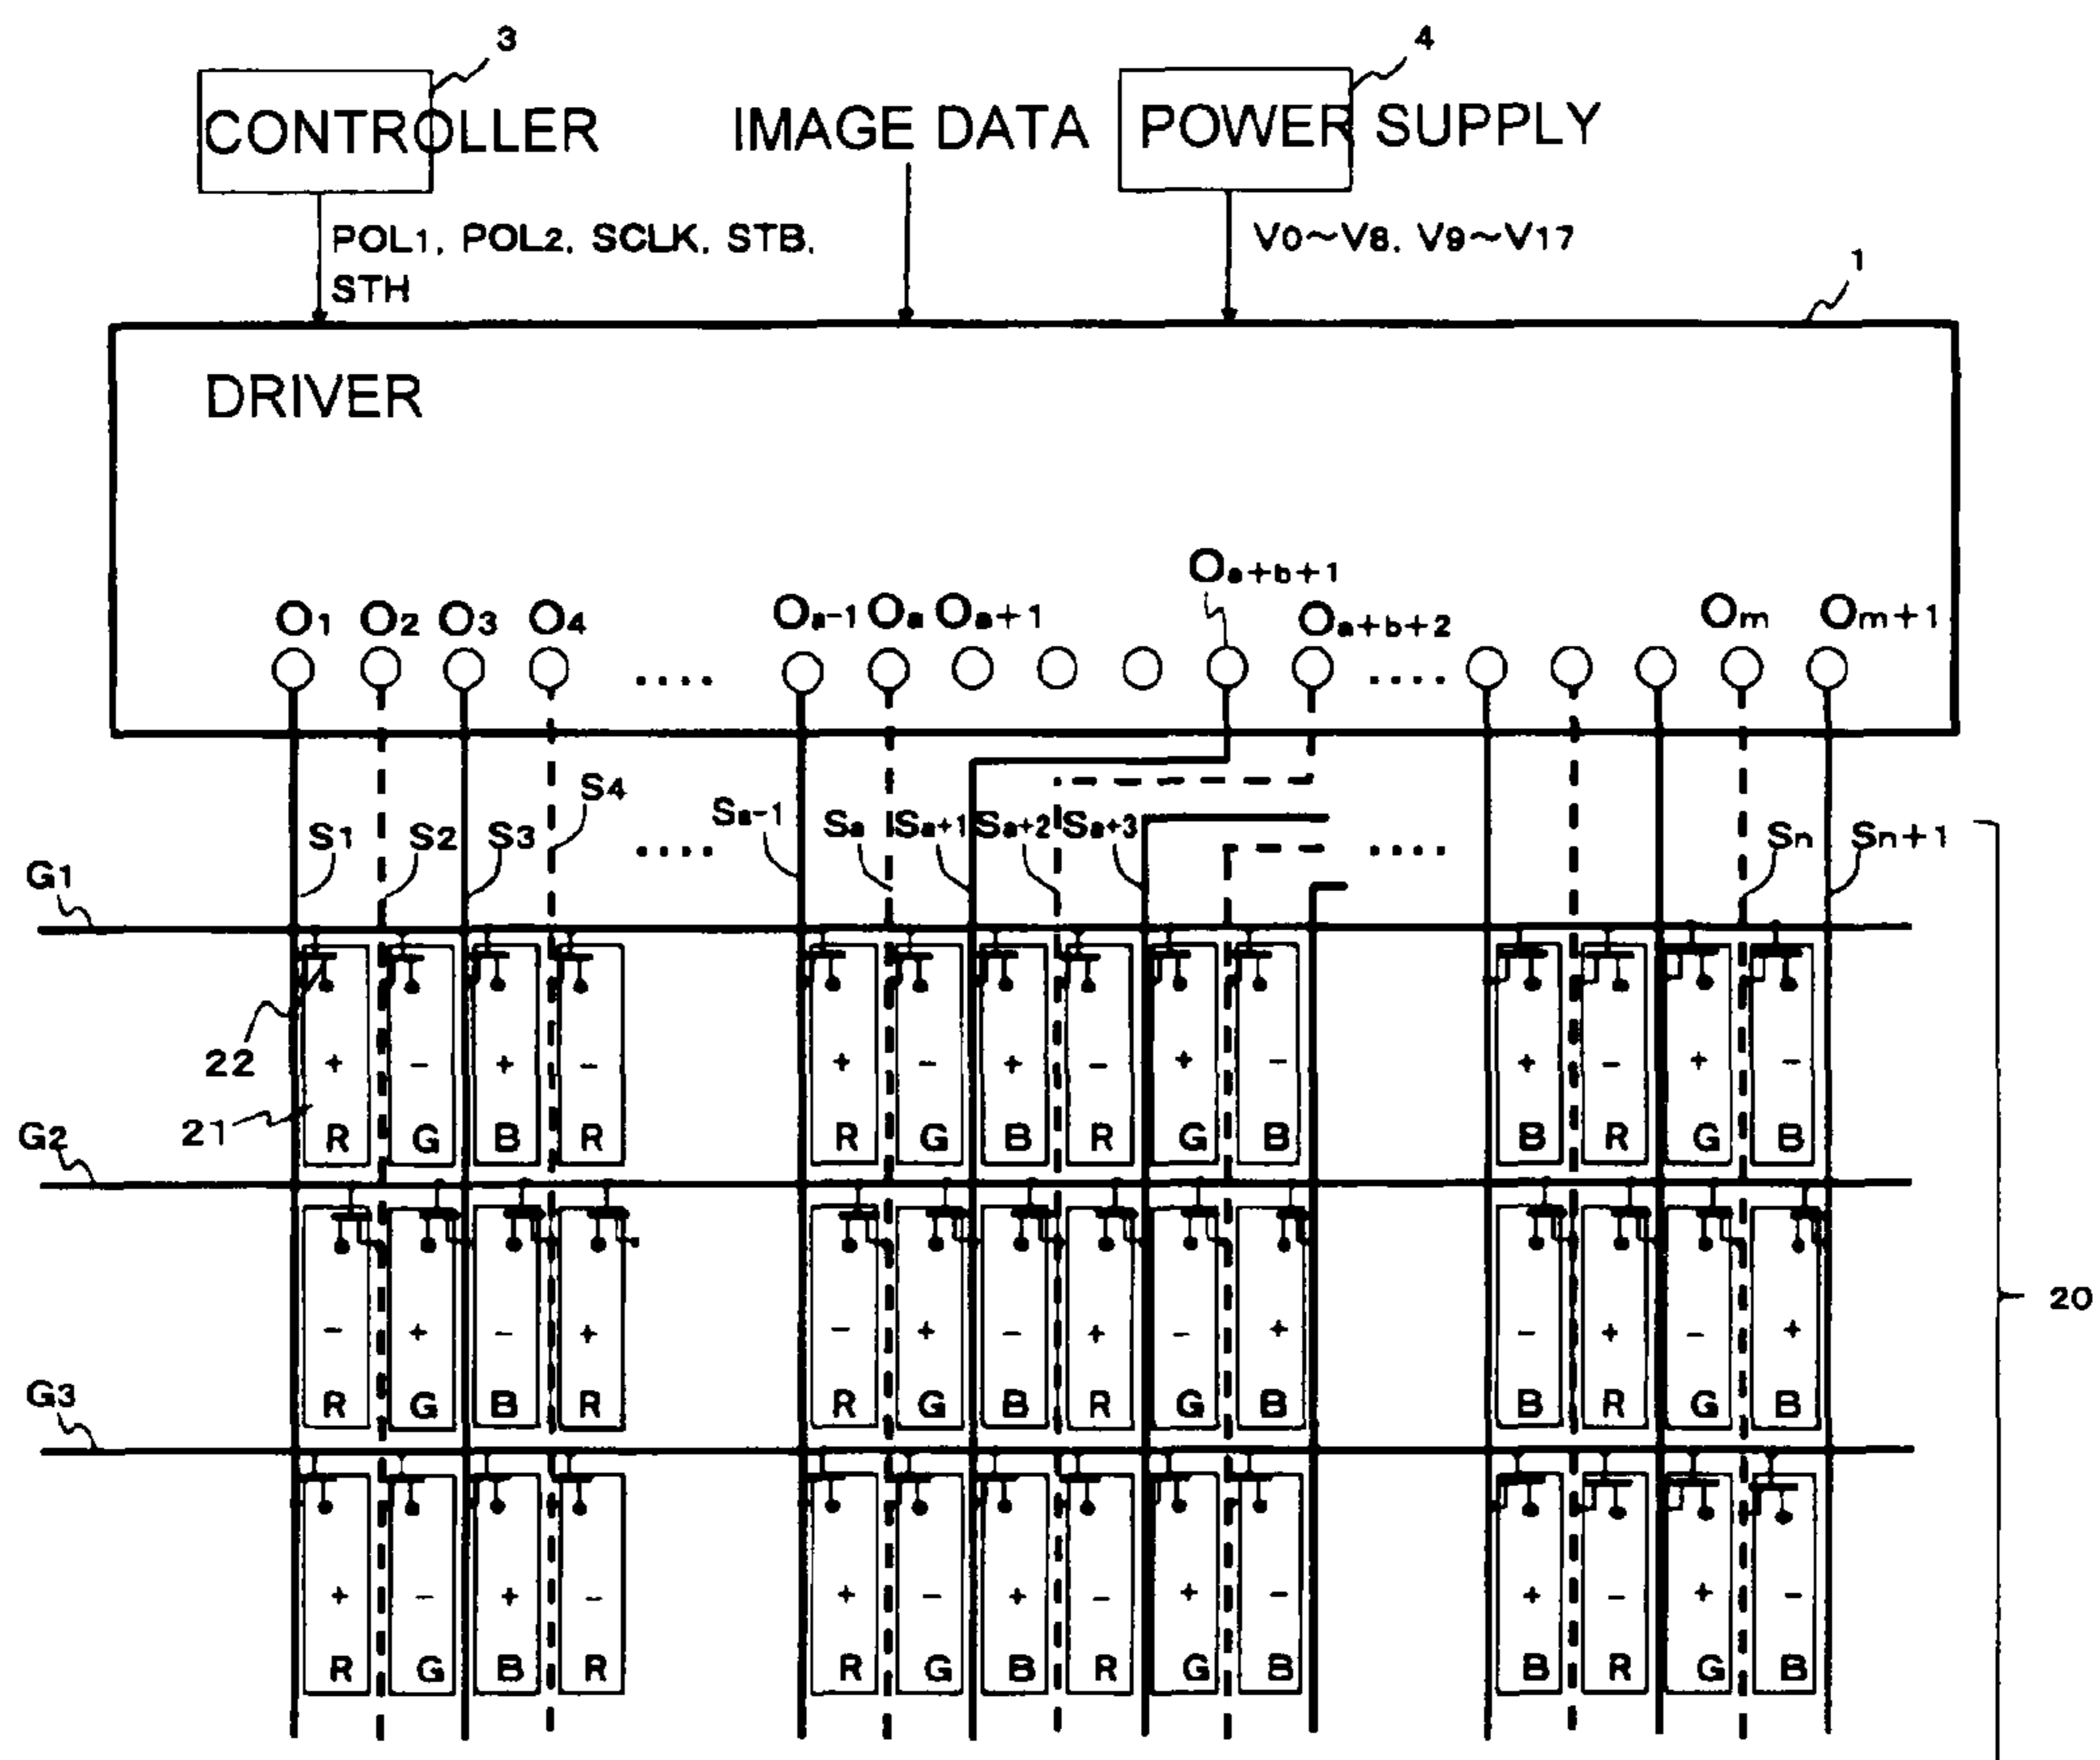 3 4
CONTROLLER IMAGE DATA POWER SUPPLY
POL1, POL2, SCLK, STB, V0~V8, V9~V17
STH
1
DRIVER
Oa+b+1
O1 O2 O3 O4 Oa-1 Oa Oa+1 Oa+b+2 Om Om+1
.... ....
S1 S2 S3 S4 .... Sa-1 Sa Sa+1 Sa+2 Sa+3 .... Sn Sn+1
G1
22 + - + - + - + - + - + - + -
21 R G B R R G B R G B B R G B
G2
- + - + - + - + - + - + - +
20
R G B R R G B R G B B R G B
G3
+ - + - + - + - + - + - + -
R G B R R G B R G B B R G B